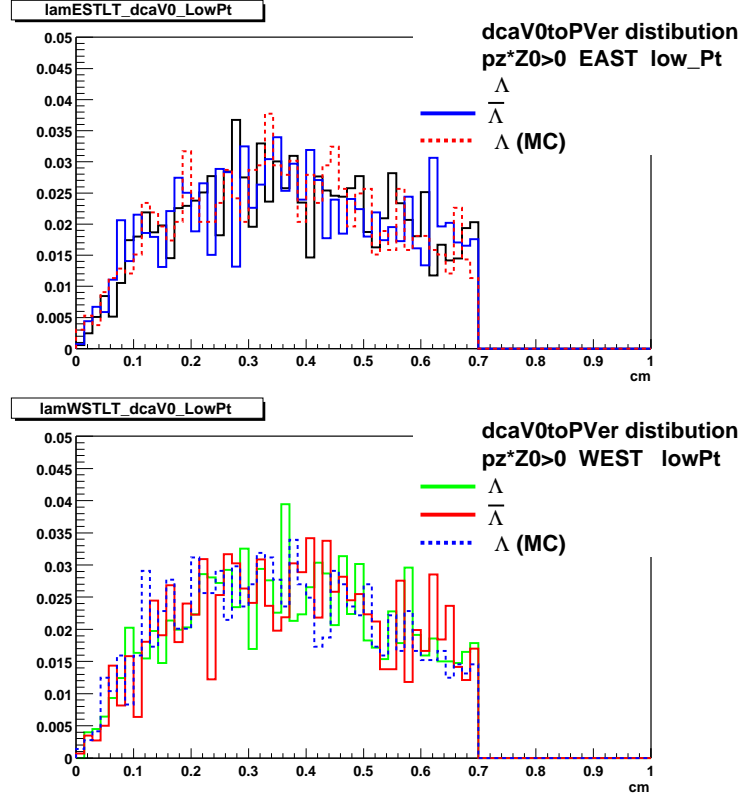 lamESTLT_dcaV0_LowPt
dcaV0toPVer distibution
pz*Z0>0 EAST low_Pt
Λ
Λ̅
Λ (MC)
0.05
0.045
0.04
0.035
0.03
0.025
0.02
0.015
0.01
0.005
0
0 0.1 0.2 0.3 0.4 0.5 0.6 0.7 0.8 0.9 1
cm
lamWSTLT_dcaV0_LowPt
dcaV0toPVer distibution
pz*Z0>0 WEST lowPt
Λ
Λ̅
Λ (MC)
0.05
0.045
0.04
0.035
0.03
0.025
0.02
0.015
0.01
0.005
0
0 0.1 0.2 0.3 0.4 0.5 0.6 0.7 0.8 0.9 1
cm